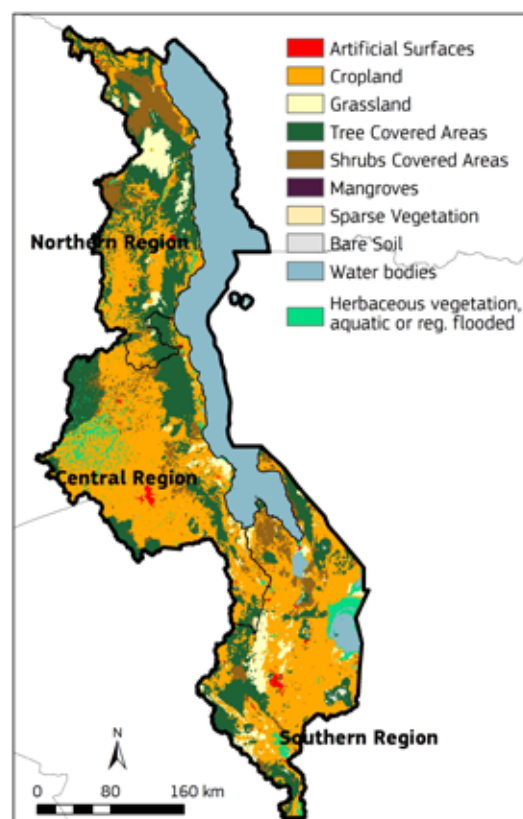 Artificial Surfaces
Cropland
Grassland
Tree Covered Areas
Shrubs Covered Areas
Mangroves
Sparse Vegetation
Bare Soil
Water bodies
Herbaceous vegetation,
aquatic or reg. flooded
Northern Region
Central Region
Southern Region
N
0 80 160 km